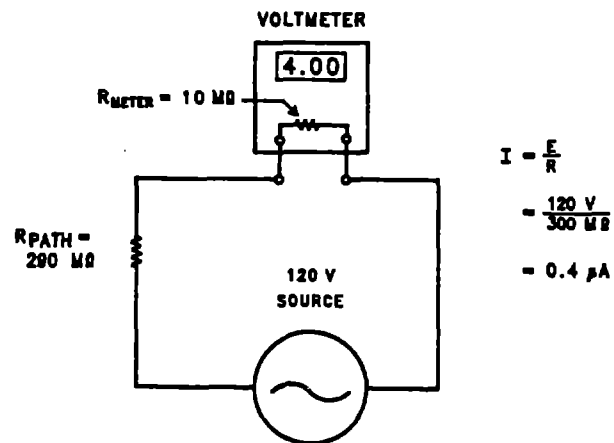 VOLTMETER
4.00
RMETER = 10 MΩ
I = E
R
= 120 V
300 MΩ
= 0.4 µA
RPATH =
290 MΩ
120 V
SOURCE